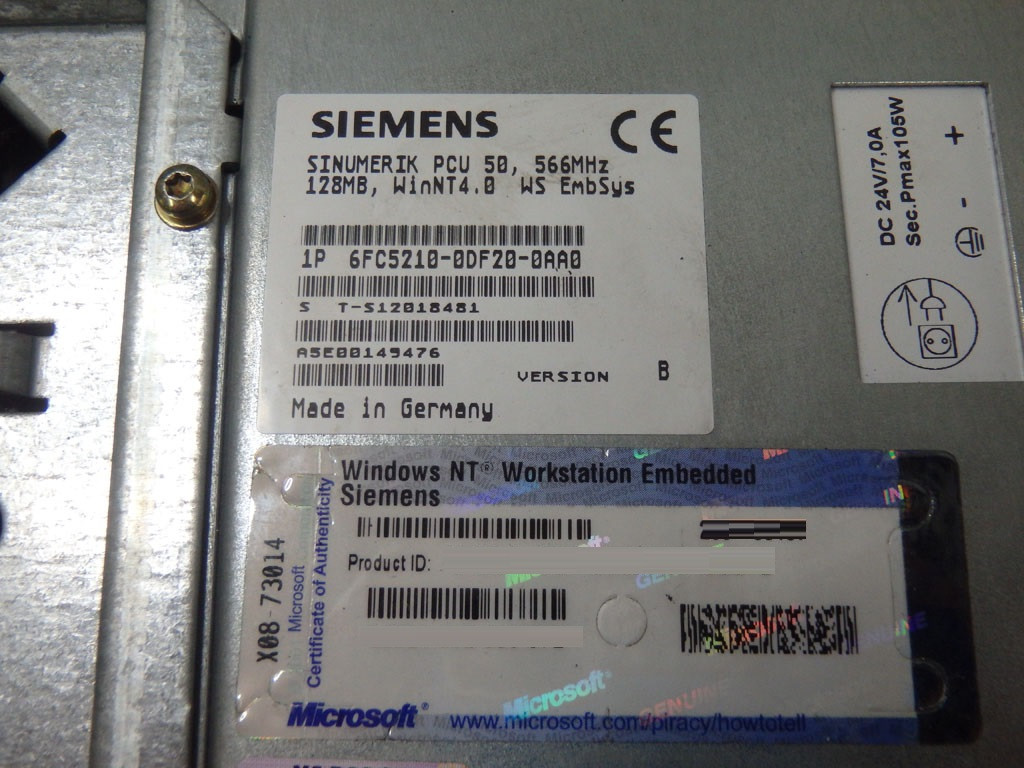 SIEMENS
CE
SINUMERIK PCU 50, 566MHz
128MB, WinNT4.0 WS EmbSys
1P 6FC5210-0DF20-0AA0
S T-S12018481
A5E00149476
VERSION B
Made in Germany
DC 24V/7,0A
Sec.Pmax105W
+
-
Windows NT® Workstation Embedded
Siemens
Product ID:
X08-73014
Microsoft
Certificate of Authenticity
Microsoft®
GENUINE
Microsoft® www.microsoft.com/piracy/howtotell